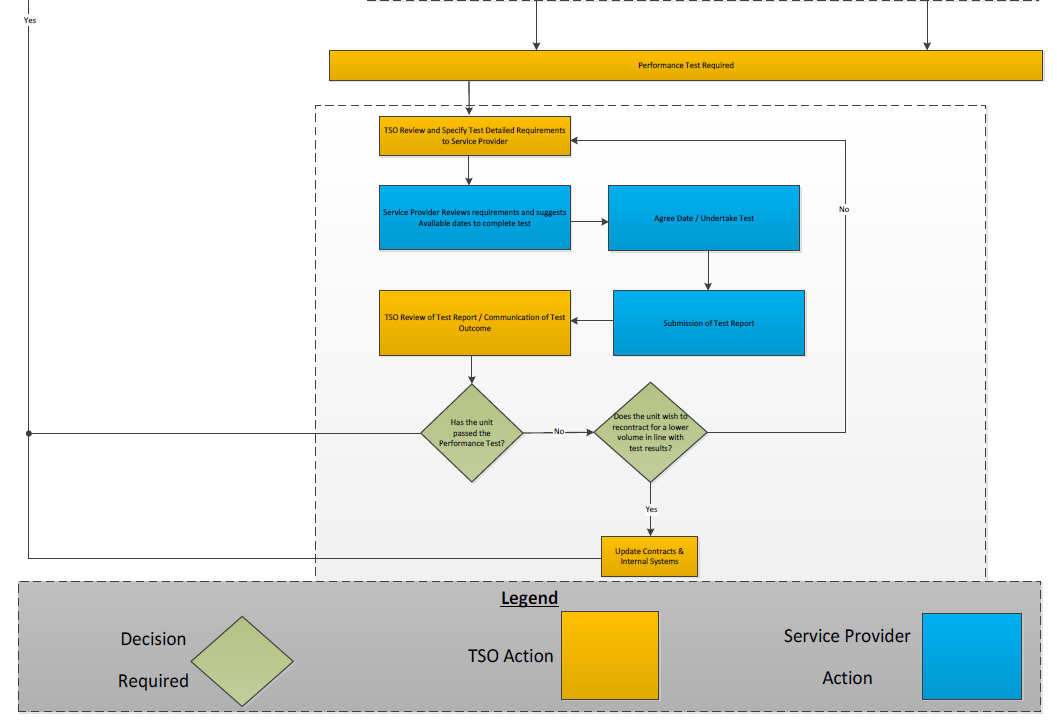 Yes
Performance Test Required
TSO Review and Specify Test Detailed Requirements
to Service Provider
Service Provider Reviews requirements and suggests
Available dates to complete test
Agree Date / Undertake Test
No
TSO Review of Test Report / Communication of Test
Outcome
Submission of Test Report
Has the unit
passed the
Performance Test?
No
Does the unit wish to
recontract for a lower
volume in line with
test results?
Yes
Update Contracts &
Internal Systems
Legend
Decision
Required
TSO Action
Service Provider
Action